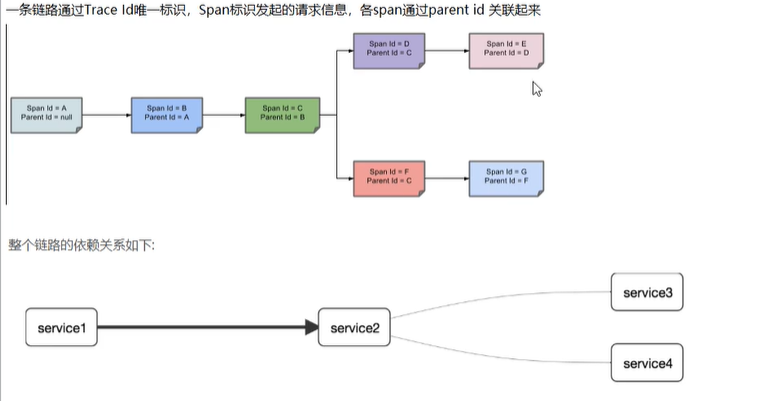 一条链路通过Trace Id唯一标识，Span标识发起的请求信息，各span通过parent id 关联起来
Span Id = D
Parent Id = C
Span Id = E
Parent Id = D
Span Id = A
Parent Id = null
Span Id = B
Parent Id = A
Span Id = C
Parent Id = B
Span Id = F
Parent Id = C
Span Id = G
Parent Id = F
整个链路的依赖关系如下:
service1
service2
service3
service4